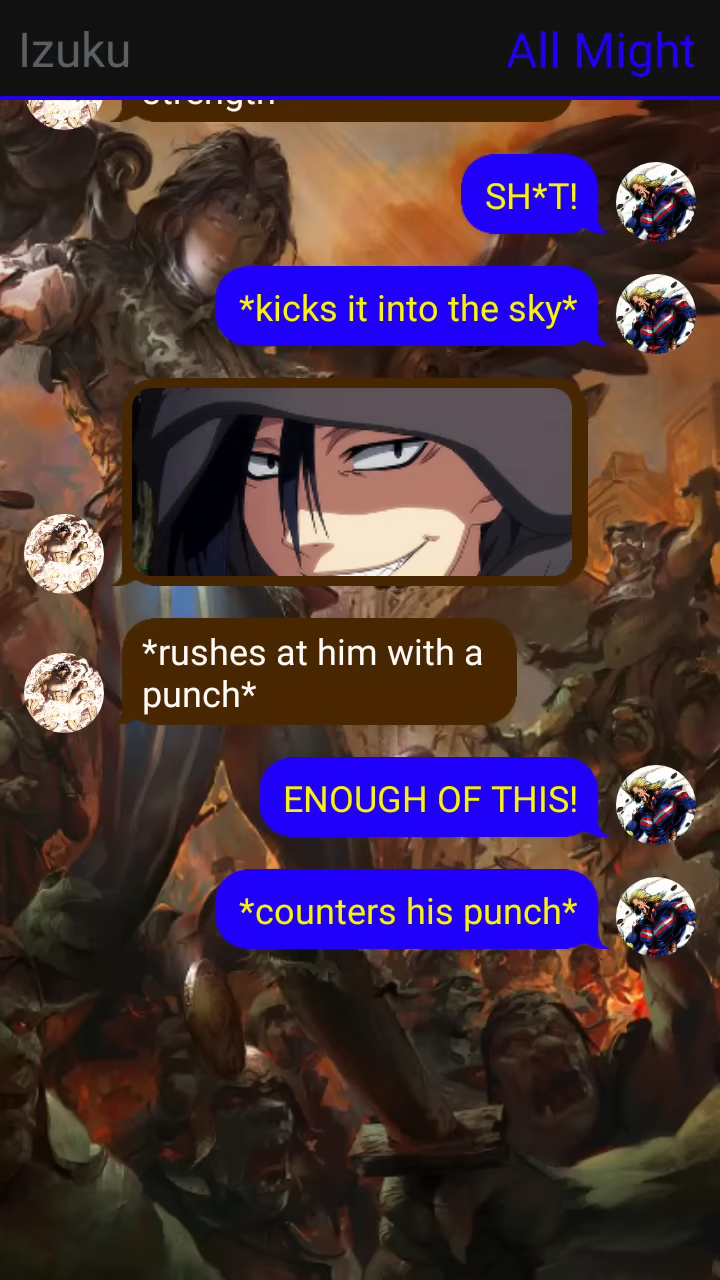 Izuku
All Might
strength
SH*T!
*kicks it into the sky*
*rushes at him with a
punch*
ENOUGH OF THIS!
*counters his punch*